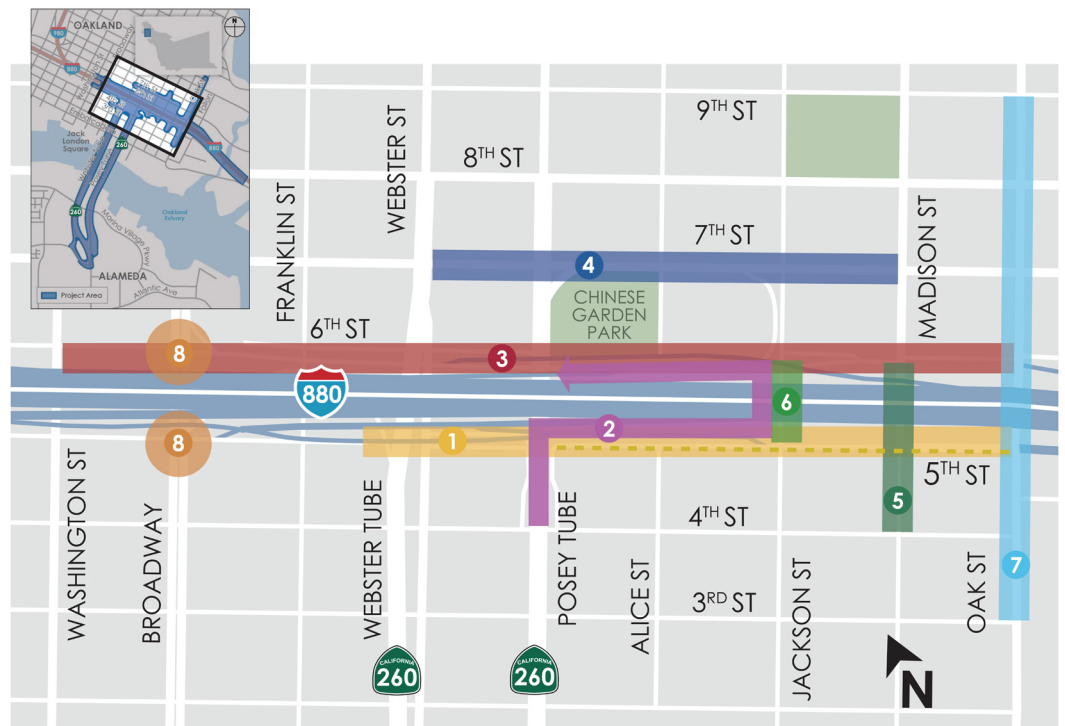 N
OAKLAND
980
880
Jack
London
Square
260
880
260
Oakland
Estuary
Marina Village Pkwy
ALAMEDA
Atlantic Ave
Project Area
9TH ST
8TH ST
WEBSTER ST
FRANKLIN ST
7TH ST
MADISON ST
4
CHINESE
GARDEN
PARK
6TH ST
8
3
880
6
2
8
1
5TH ST
5
4TH ST
WASHINGTON ST
BROADWAY
WEBSTER TUBE
POSEY TUBE
ALICE ST
3RD ST
JACKSON ST
OAK ST
7
CALIFORNIA
260
CALIFORNIA
260
N